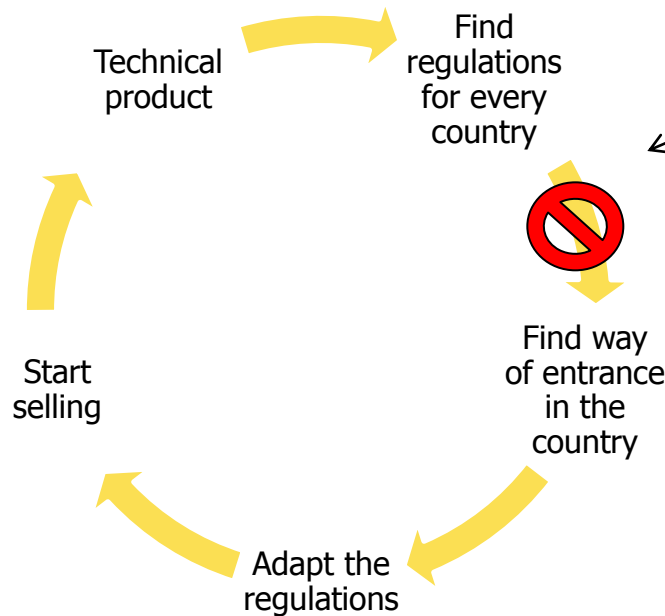 Technical
product
Find
regulations
for every
country
Find way
of entrance
in the
country
Adapt the
regulations
Start
selling